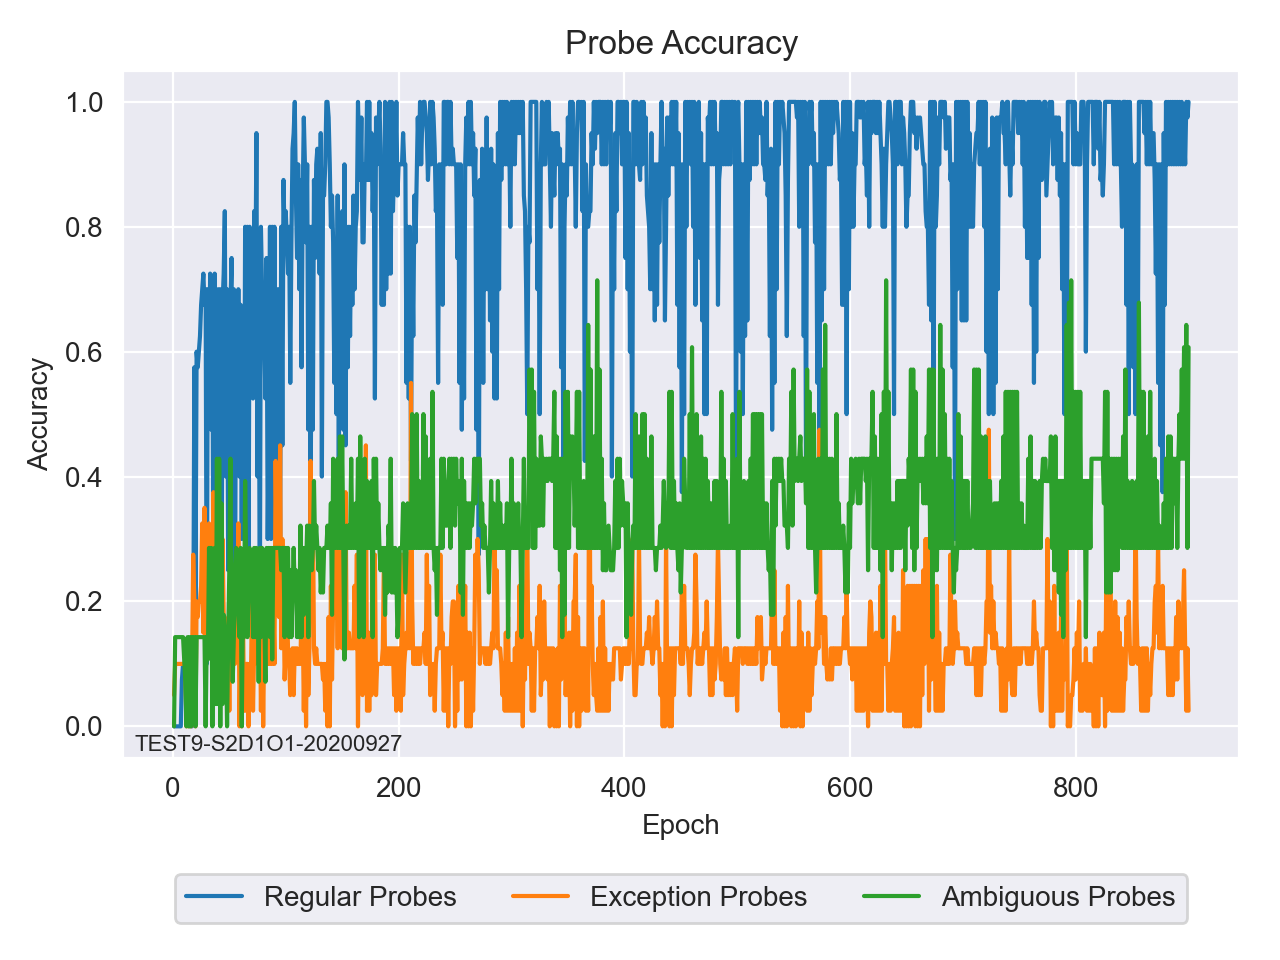 Probe Accuracy
1.0
0.8
0.6
0.4
0.2
0.0
Accuracy
TEST9-S2D1O1-20200927
0 200 400 600 800
Epoch
Regular Probes Exception Probes Ambiguous Probes